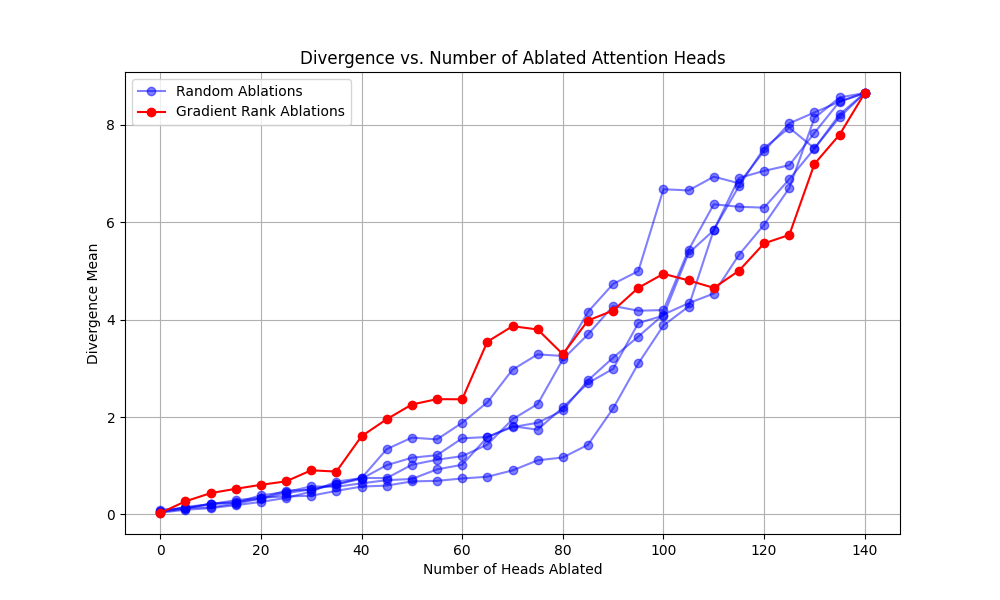 Divergence vs. Number of Ablated Attention Heads
Random Ablations
Gradient Rank Ablations
Divergence Mean
8
6
4
2
0
0 20 40 60 80 100 120 140
Number of Heads Ablated